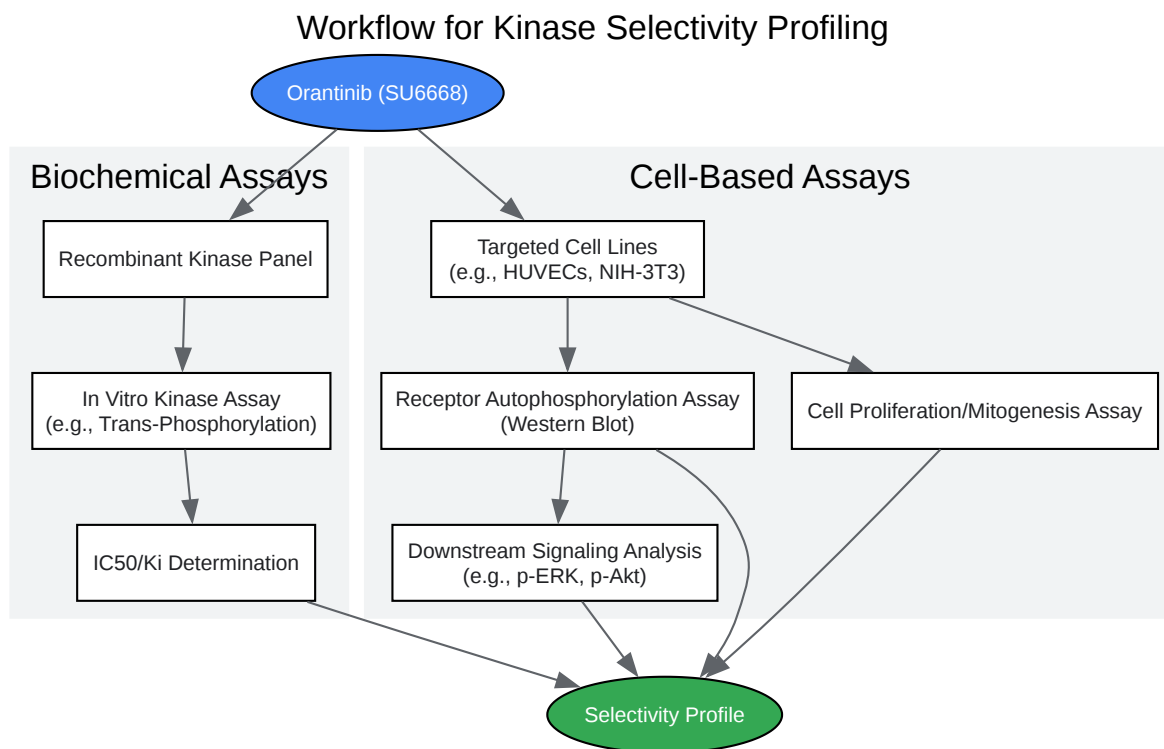 Workflow for Kinase Selectivity Profiling
Orantinib (SU6668)
Biochemical Assays
Recombinant Kinase Panel
In Vitro Kinase Assay
(e.g., Trans-Phosphorylation)
IC50/Ki Determination
Cell-Based Assays
Targeted Cell Lines
(e.g., HUVECs, NIH-3T3)
Receptor Autophosphorylation Assay
(Western Blot)
Cell Proliferation/Mitogenesis Assay
Downstream Signaling Analysis
(e.g., p-ERK, p-Akt)
Selectivity Profile